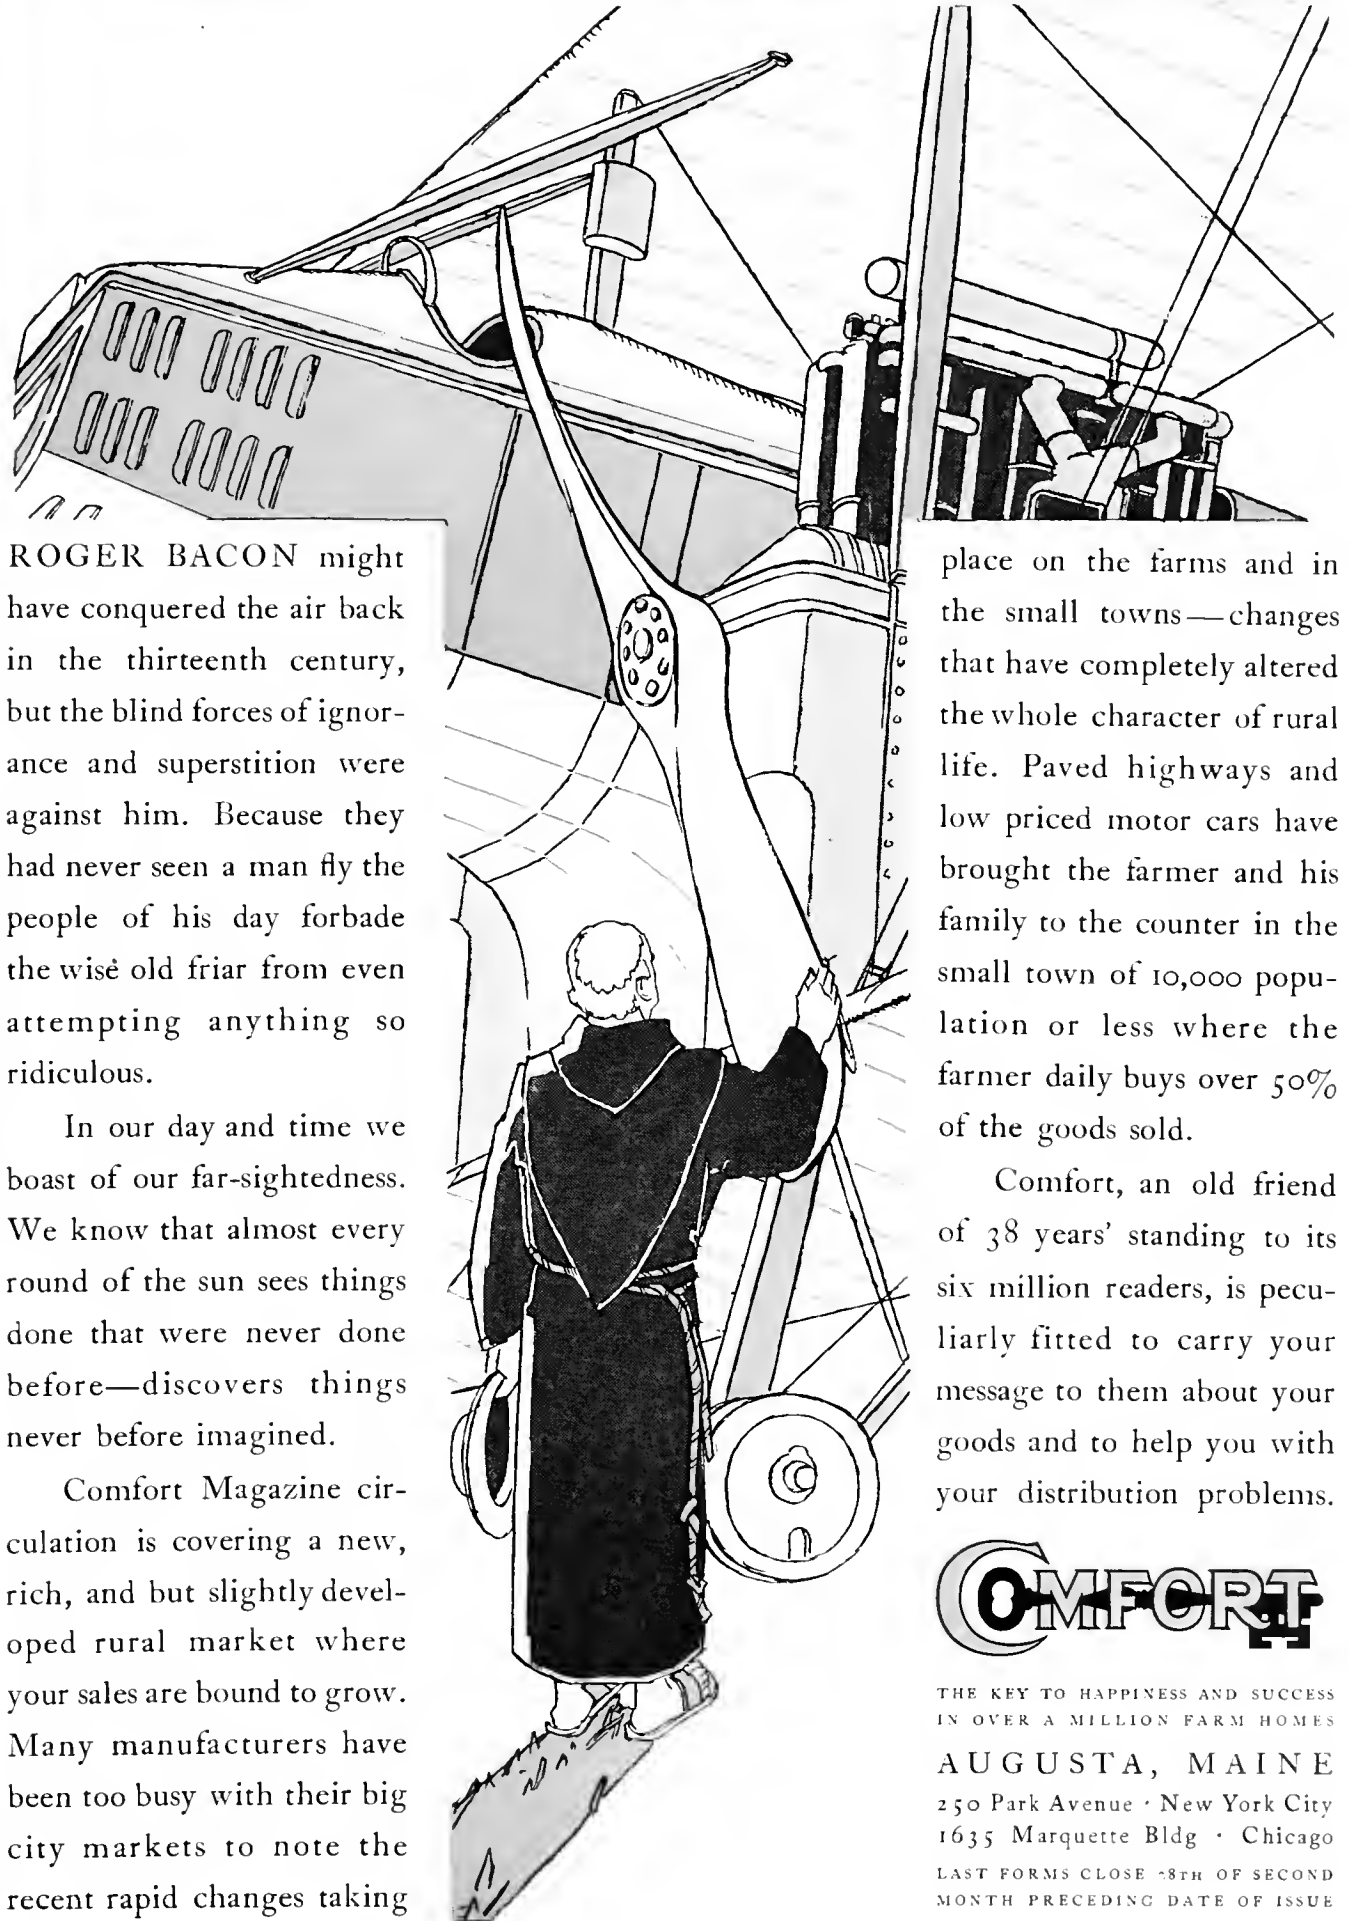 ROGER BACON might
have conquered the air back
in the thirteenth century,
but the blind forces of ignor-
ance and superstition were
against him. Because they
had never seen a man fly the
people of his day forbade
the wise old friar from even
attempting anything so
ridiculous.
In our day and time we
boast of our far-sightedness.
We know that almost every
round of the sun sees things
done that were never done
before—discovers things
never before imagined.
Comfort Magazine cir-
culation is covering a new,
rich, and but slightly devel-
oped rural market where
your sales are bound to grow.
Many manufacturers have
been too busy with their big
city markets to note the
recent rapid changes taking
place on the farms and in
the small towns—changes
that have completely altered
the whole character of rural
life. Paved highways and
low priced motor cars have
brought the farmer and his
family to the counter in the
small town of 10,000 popu-
lation or less where the
farmer daily buys over 50%
of the goods sold.
Comfort, an old friend
of 38 years' standing to its
six million readers, is pecu-
liarly fitted to carry your
message to them about your
goods and to help you with
your distribution problems.
COMFORT
THE KEY TO HAPPINESS AND SUCCESS
IN OVER A MILLION FARM HOMES
AUGUSTA, MAINE
250 Park Avenue · New York City
1635 Marquette Bldg · Chicago
LAST FORMS CLOSE OF SECOND
MONTH PRECEDING DATE OF ISSUE